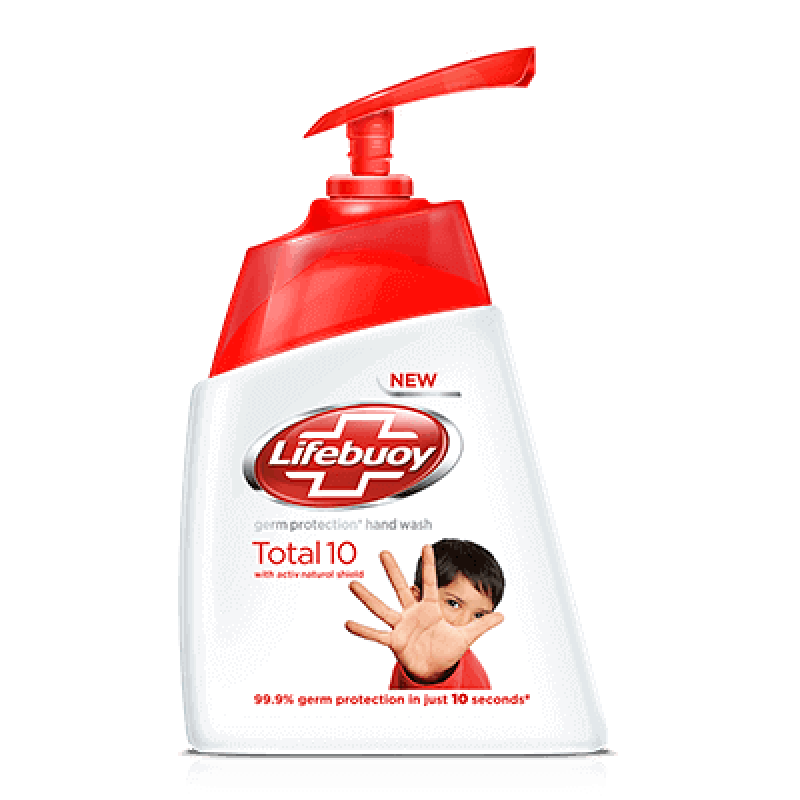 NEW
Lifebuoy
germ protection* hand wash
Total 10
with activ natural shield
99.9% germ protection in just 10 seconds*